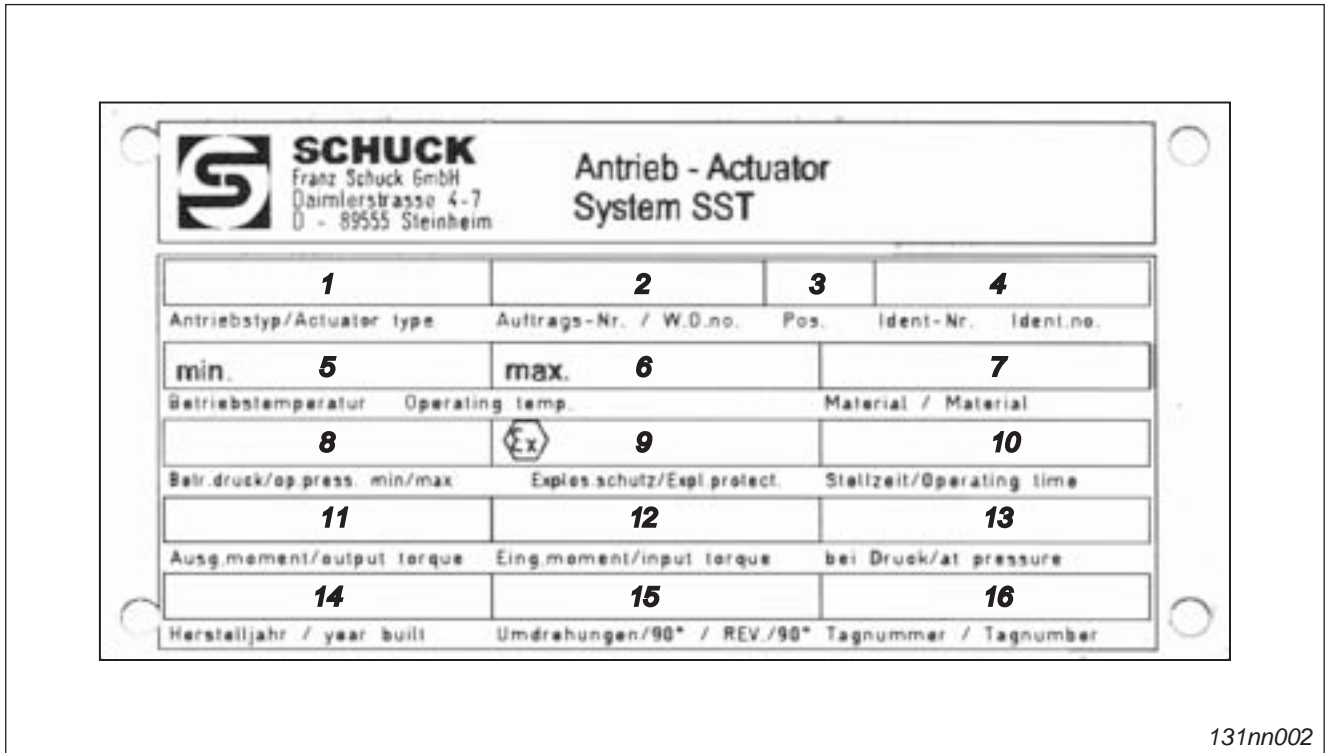 SCHUCK
Franz Schuck GmbH
Daimlerstrasse 4-7
D - 89555 Steinheim
Antrieb - Actuator
System SST
1 2 3 4
Antriebstyp/Actuator type Auftrags-Nr. / W.O.no. Pos. Ident-Nr. Ident.no.
min. 5 max. 6 7
Betriebstemperatur Operating temp. Material / Material
8 Ex 9 10
Betr.druck/op.press. min/max Explos.schutz/Expl.protect. Stellzeit/Operating time
11 12 13
Ausg.moment/output torque Eing.moment/input torque bei Druck/at pressure
14 15 16
Herstelljahr / year built Umdrehungen/90° / REV./90° Tagnummer / Tagnumber
131nn002